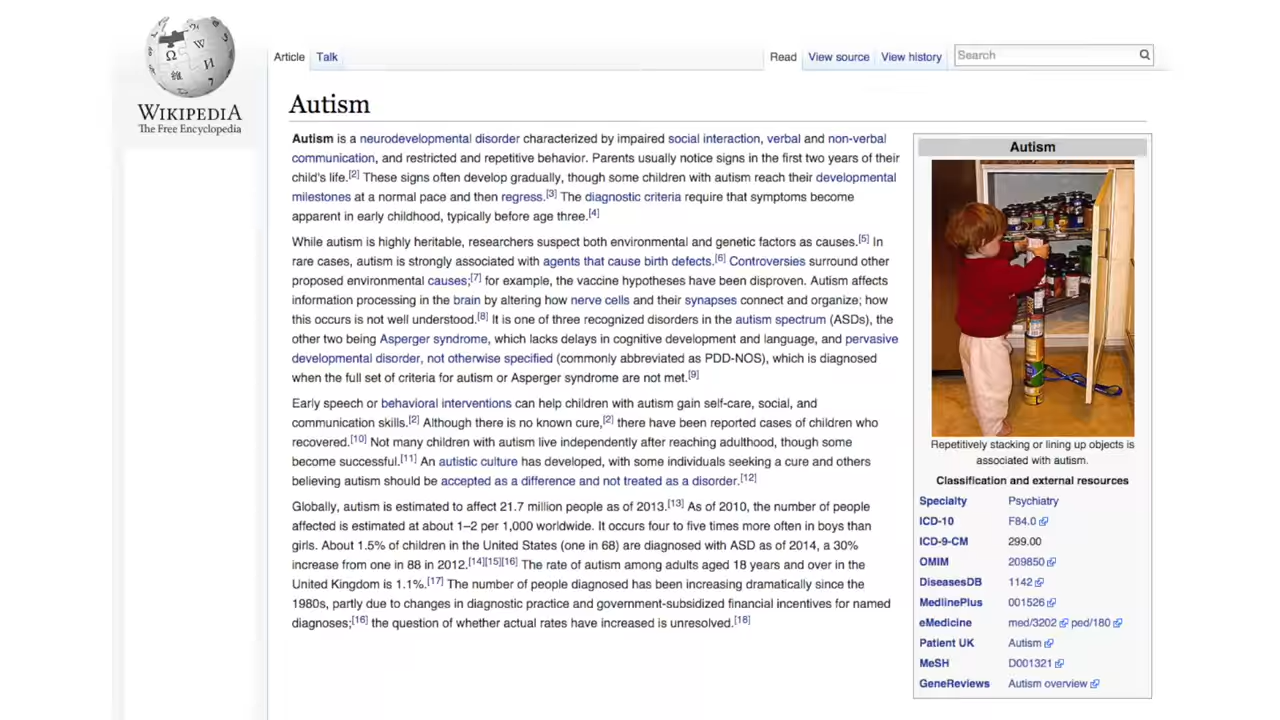 WIKIPEDIA
The Free Encyclopedia
Article Talk
Read View source View history
Search
Autism
Autism is a neurodevelopmental disorder characterized by impaired social interaction, verbal and non-verbal
communication, and restricted and repetitive behavior. Parents usually notice signs in the first two years of their
child's life.[2] These signs often develop gradually, though some children with autism reach their developmental
milestones at a normal pace and then regress.[3] The diagnostic criteria require that symptoms become
apparent in early childhood, typically before age three.[4]
While autism is highly heritable, researchers suspect both environmental and genetic factors as causes.[5] In
rare cases, autism is strongly associated with agents that cause birth defects.[6] Controversies surround other
proposed environmental causes;[7] for example, the vaccine hypotheses have been disproven. Autism affects
information processing in the brain by altering how nerve cells and their synapses connect and organize; how
this occurs is not well understood.[8] It is one of three recognized disorders in the autism spectrum (ASDs), the
other two being Asperger syndrome, which lacks delays in cognitive development and language, and pervasive
developmental disorder, not otherwise specified (commonly abbreviated as PDD-NOS), which is diagnosed
when the full set of criteria for autism or Asperger syndrome are not met.[9]
Early speech or behavioral interventions can help children with autism gain self-care, social, and
communication skills.[2] Although there is no known cure,[2] there have been reported cases of children who
recovered.[10] Not many children with autism live independently after reaching adulthood, though some
become successful.[11] An autistic culture has developed, with some individuals seeking a cure and others
believing autism should be accepted as a difference and not treated as a disorder.[12]
Globally, autism is estimated to affect 21.7 million people as of 2013.[13] As of 2010, the number of people
affected is estimated at about 1–2 per 1,000 worldwide. It occurs four to five times more often in boys than
girls. About 1.5% of children in the United States (one in 68) are diagnosed with ASD as of 2014, a 30%
increase from one in 88 in 2012.[14][15][16] The rate of autism among adults aged 18 years and over in the
United Kingdom is 1.1%.[17] The number of people diagnosed has been increasing dramatically since the
1980s, partly due to changes in diagnostic practice and government-subsidized financial incentives for named
diagnoses;[16] the question of whether actual rates have increased is unresolved.[18]
Autism
Repetitively stacking or lining up objects is
associated with autism.
Classification and external resources
Specialty Psychiatry
ICD-10 F84.0
ICD-9-CM 299.00
OMIM 209850
DiseasesDB 1142
MedlinePlus 001526
eMedicine med/3202 ped/180
Patient UK Autism
MeSH D001321
GeneReviews Autism overview